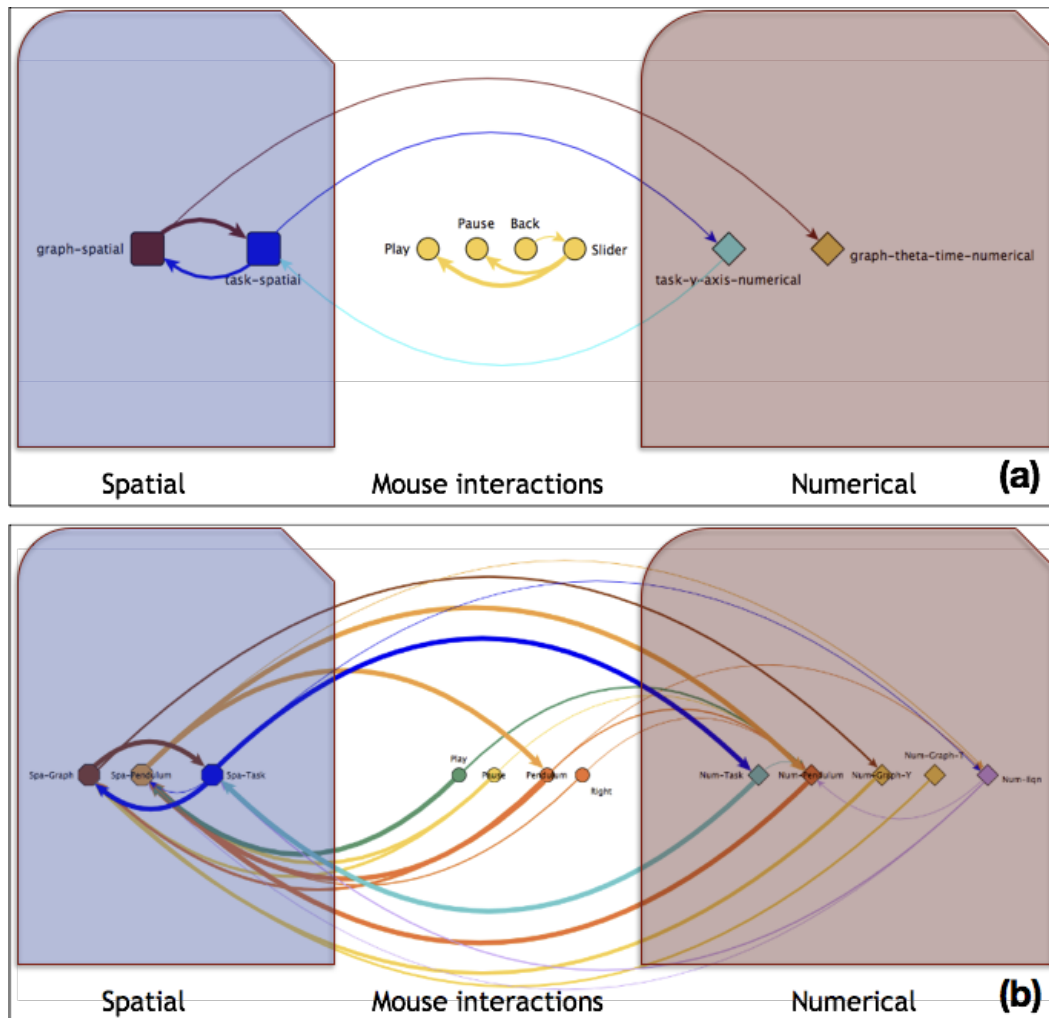 Pause
Back
graph-spatial
Play
Slider
graph-theta-time-numerical
task-spatial
task-y-axis-numerical
Spatial
Mouse interactions
Numerical
(a)
Play
Num-Graph-T
Spa-Graph
Spa-Pendulum
Spa-Task
Pause
Pendulum
Num-Task
Num-Pendulum
Num-Graph-Y
Num-Eqn
Right
Spatial
Mouse interactions
Numerical
(b)